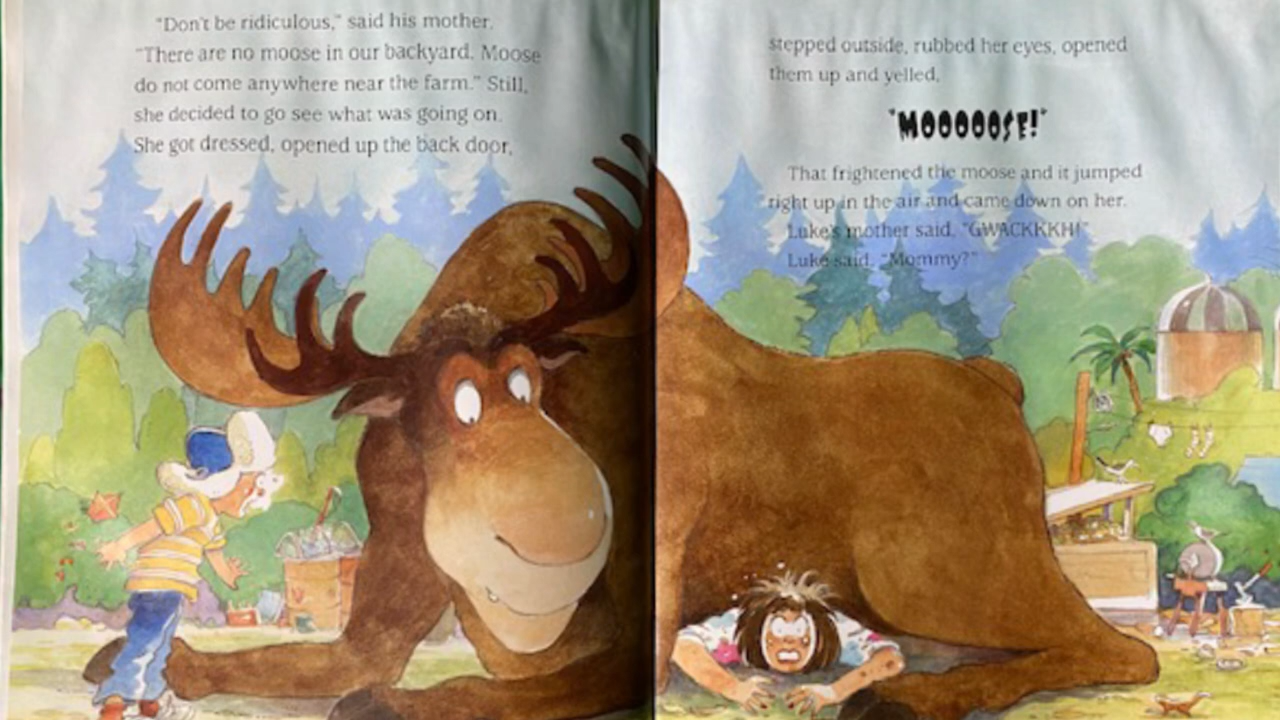 "Don't be ridiculous," said his mother.
"There are no moose in our backyard. Moose
do not come anywhere near the farm." Still,
she decided to go see what was going on.
She got dressed, opened up the back door,
stepped outside, rubbed her eyes, opened
them up and yelled,
"MOOOOOSE!"
That frightened the moose and it jumped
right up in the air and came down on her.
Luke's mother said, "GWACKKKH!"
Luke said, "Mommy?"